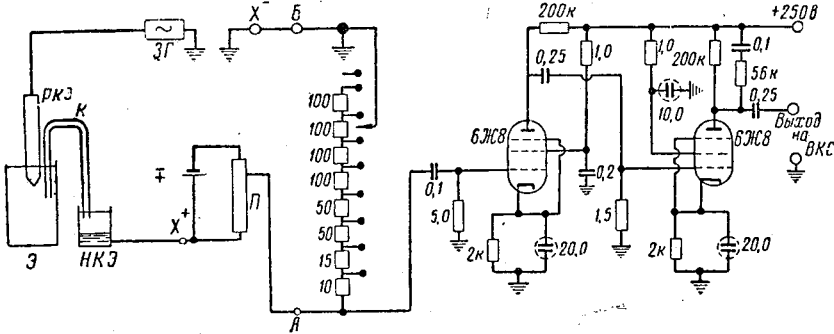 X⁻ Б
ЗГ
РКЭ
К
Э
НКЭ
X⁺
∓
П
А
100
100
100
100
50
50
15
10
0,1
5,0
200к
0,25
1,0
6Ж8
0,2
2к
20,0
1,5
1,0
10,0
200к
6Ж8
2к
20,0
+250В
0,1
56к
0,25
Выход
на
ВКС